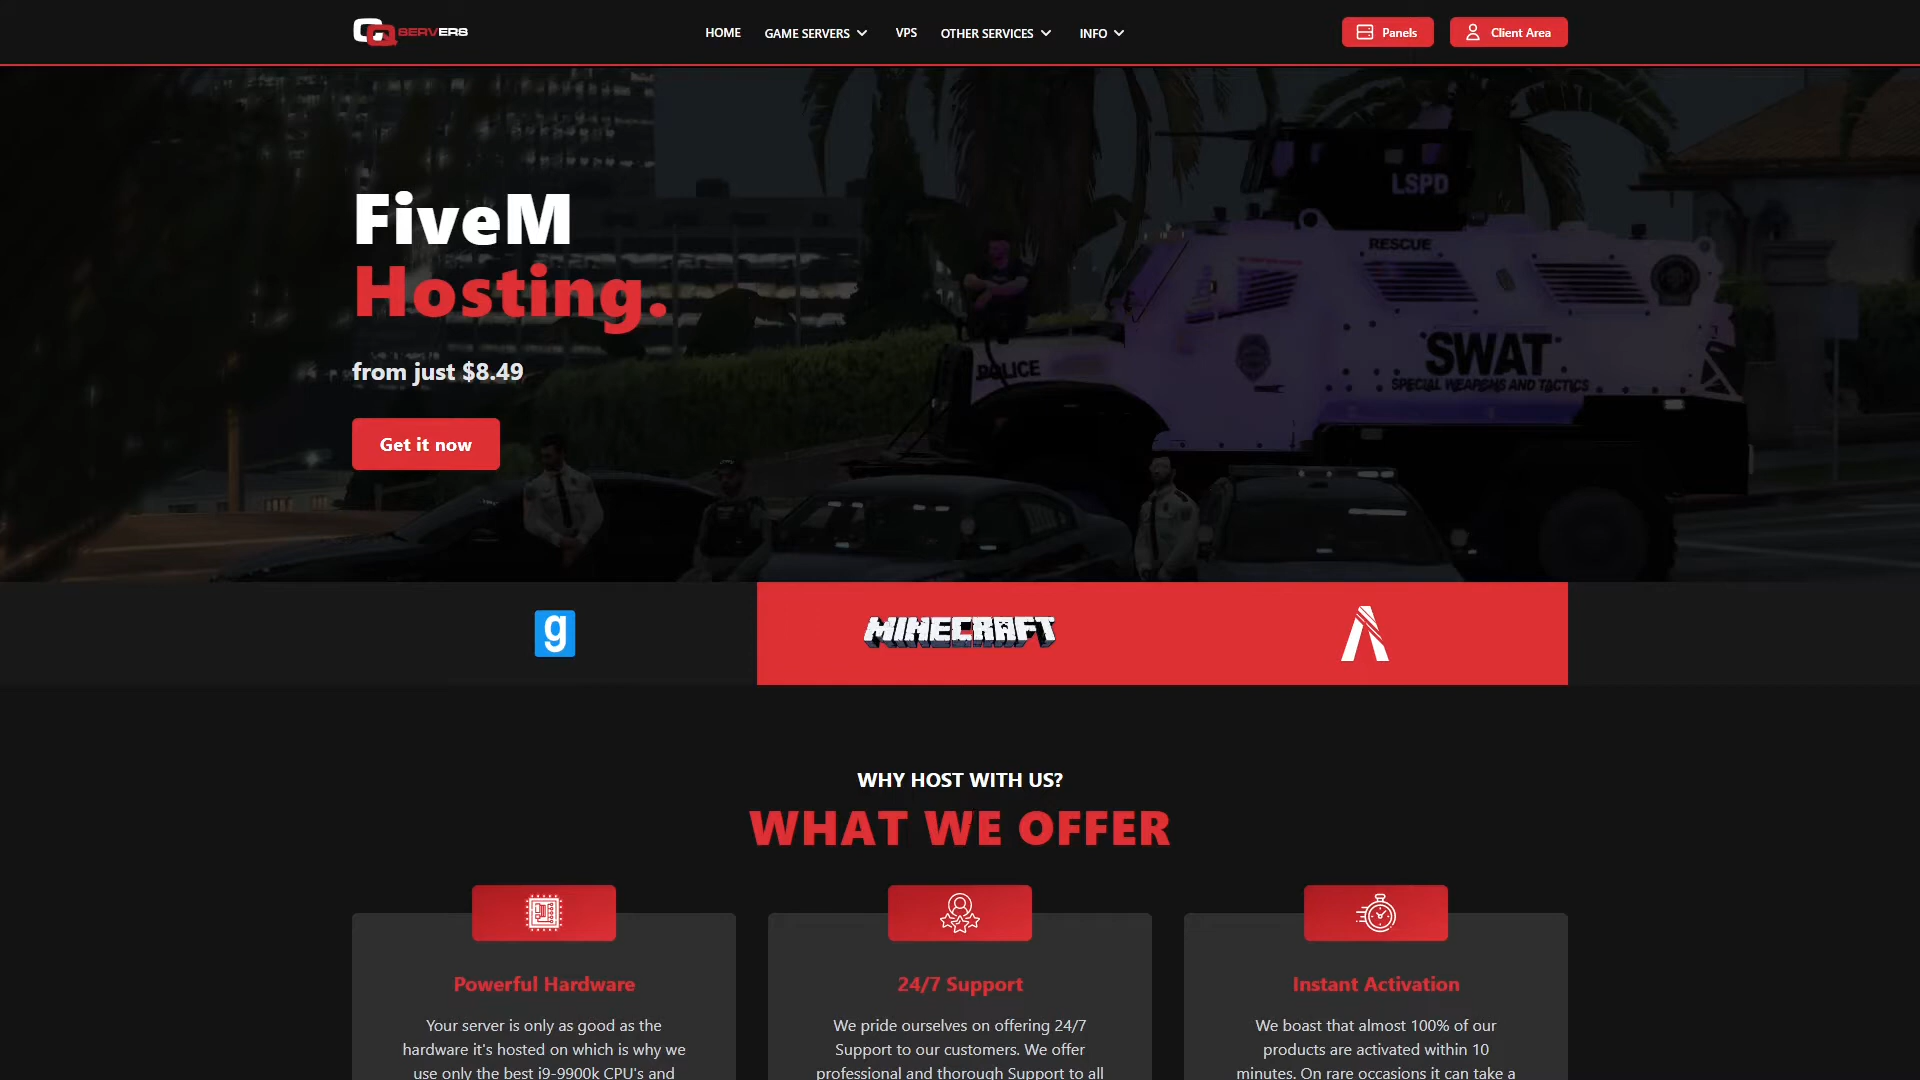 CQ SERVERS
HOME
GAME SERVERS
VPS
OTHER SERVICES
INFO
Panels
Client Area
FiveM
Hosting.
from just $8.49
Get it now
LSPD
RESCUE
POLICE
SWAT
SPECIAL WEAPONS AND TACTICS
g
MINECRAFT
WHY HOST WITH US?
WHAT WE OFFER
Powerful Hardware
Your server is only as good as the
hardware it's hosted on which is why we
use only the best i9-9900k CPU's and
24/7 Support
We pride ourselves on offering 24/7
Support to our customers. We offer
professional and thorough Support to all
Instant Activation
We boast that almost 100% of our
products are activated within 10
minutes. On rare occasions it can take a